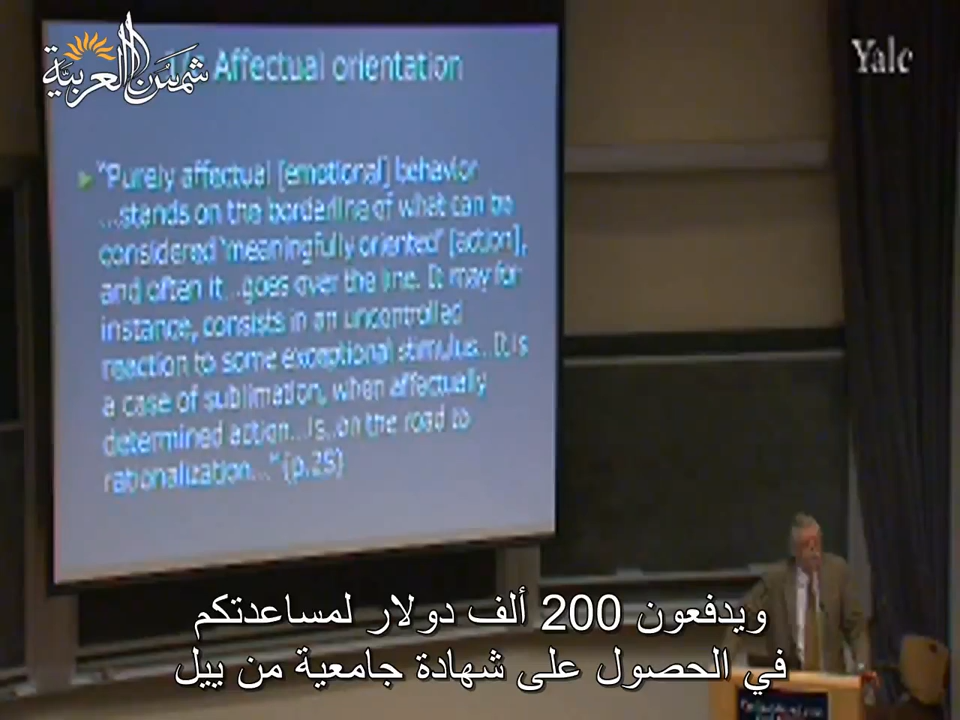 شمس العربية
Yale
Affectual orientation
"Purely affectual [emotional] behavior
...stands on the borderline of what can be
considered 'meaningfully oriented' [action],
and often it...goes over the line. It may for
instance, consists in an uncontrolled
reaction to some exceptional stimulus.. It is
a case of sublimation, when affectually
determined action...is..on the road to
rationalization..." (p.25)
ويدفعون 200 ألف دولار لمساعدتكم
في الحصول على شهادة جامعية من ييل